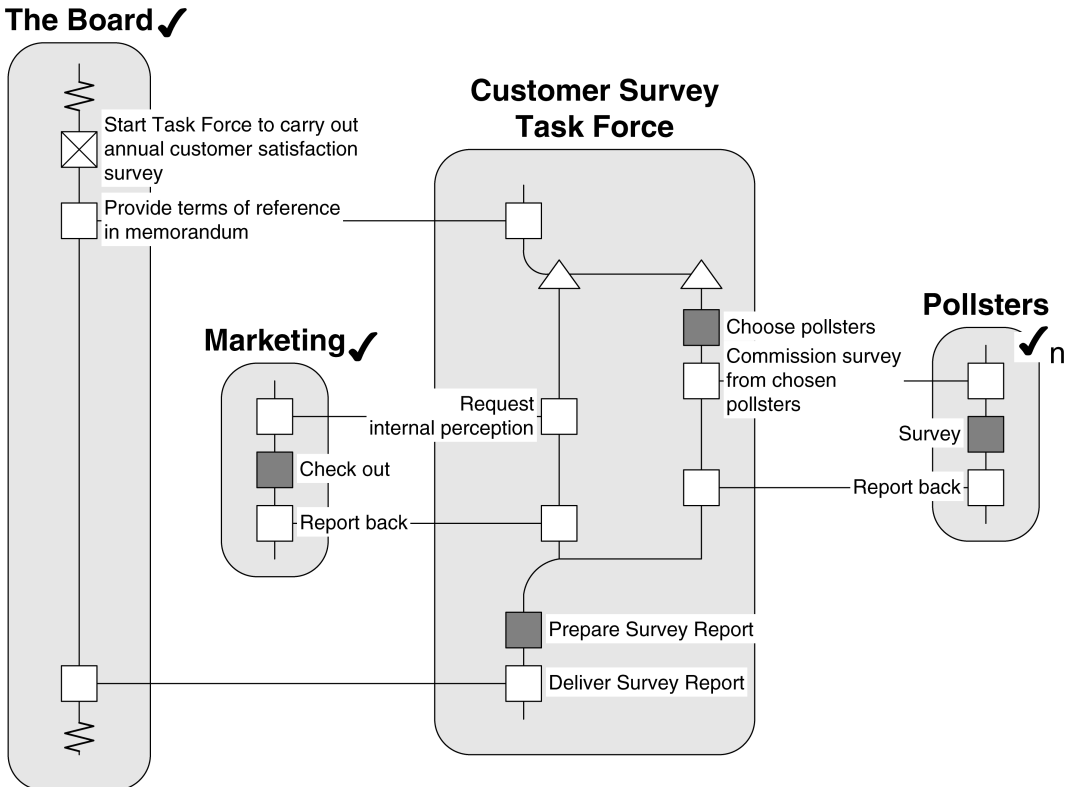 The Board ✓
Start Task Force to carry out
annual customer satisfaction
survey
Provide terms of reference
in memorandum
Customer Survey
Task Force
Choose pollsters
Commission survey
from chosen
pollsters
Pollsters
✓n
Survey
Report back
Marketing ✓
Request
internal perception
Check out
Report back
Prepare Survey Report
Deliver Survey Report